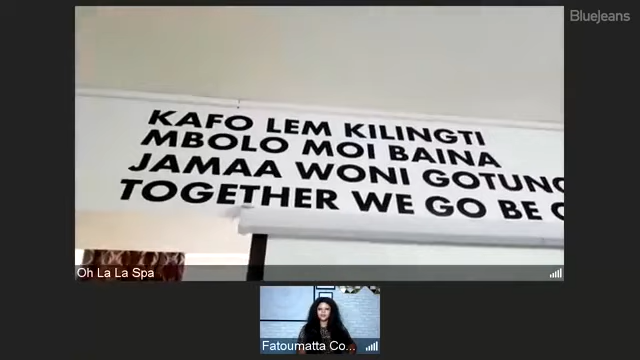 BlueJeans
KAFO LEM KILINGTI
MBOLO MOI BAINA
JAMAA WONI GOTUNG
TOGETHER WE GO BE
Oh La La Spa
Fatoumatta Co...